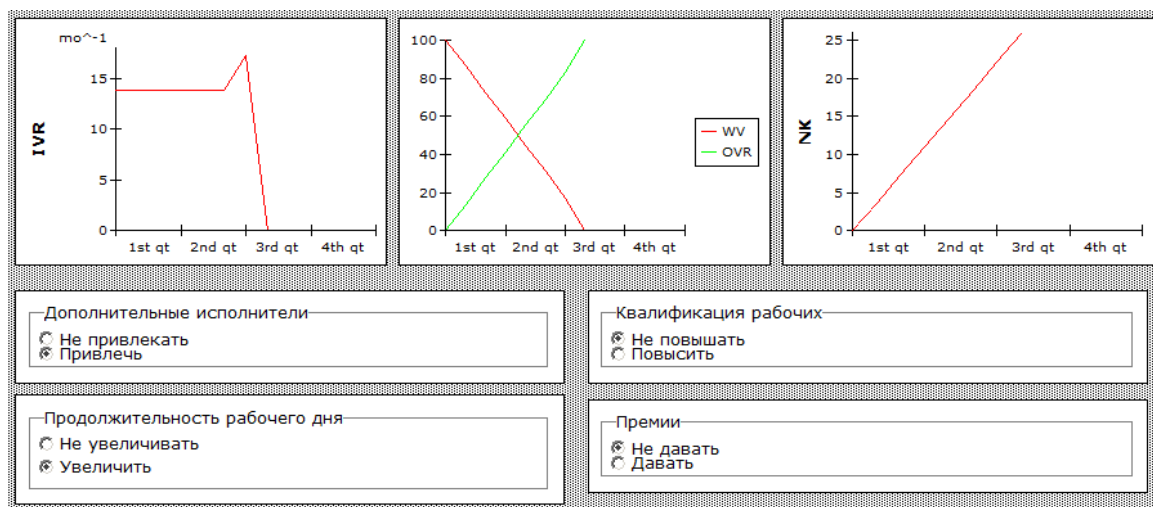 mo^-1
15
10
5
0
IVR
1st qt 2nd qt 3rd qt 4th qt
100
80
60
40
20
0
1st qt 2nd qt 3rd qt 4th qt
WV
OVR
25
20
15
10
5
0
NK
1st qt 2nd qt 3rd qt 4th qt
Дополнительные исполнители
Не привлекать
Привлечь
Квалификация рабочих
Не повышать
Повысить
Продолжительность рабочего дня
Не увеличивать
Увеличить
Премии
Не давать
Давать